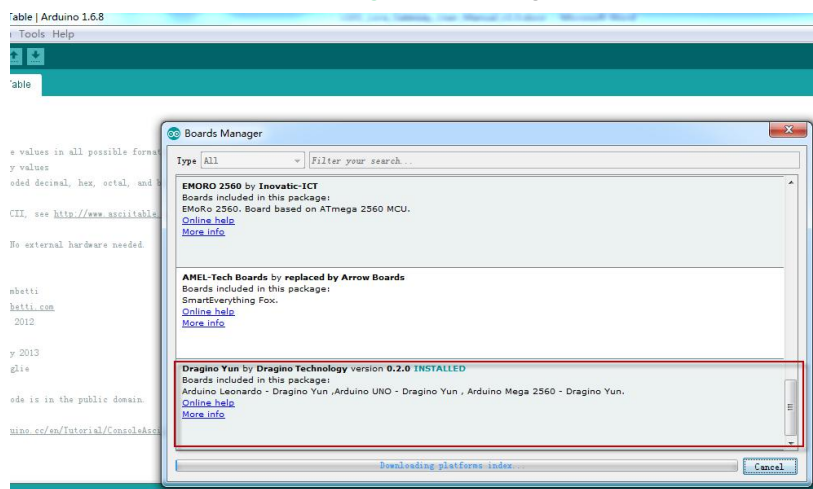 Table | Arduino 1.6.8
Tools Help
Table
e values in all possible format
y values
oded decimal, hex, octal, and b
CII, see http://www.asciitable.
No external hardware needed.
mbetti
betti.com
2012
y 2013
glio
ode is in the public domain.
uino.cc/en/Tutorial/ConsoleAsci
Boards Manager
Type All Filter your search...
EMORO 2560 by Inovatic-ICT
Boards included in this package:
EMoRo 2560. Board based on ATmega 2560 MCU.
Online help
More info
AMEL-Tech Boards by replaced by Arrow Boards
Boards included in this package:
SmartEverything Fox.
Online help
More info
Dragino Yun by Dragino Technology version 0.2.0 INSTALLED
Boards included in this package:
Arduino Leonardo - Dragino Yun ,Arduino UNO - Dragino Yun , Arduino Mega 2560 - Dragino Yun.
Online help
More info
Downloading platforms index...
Cancel